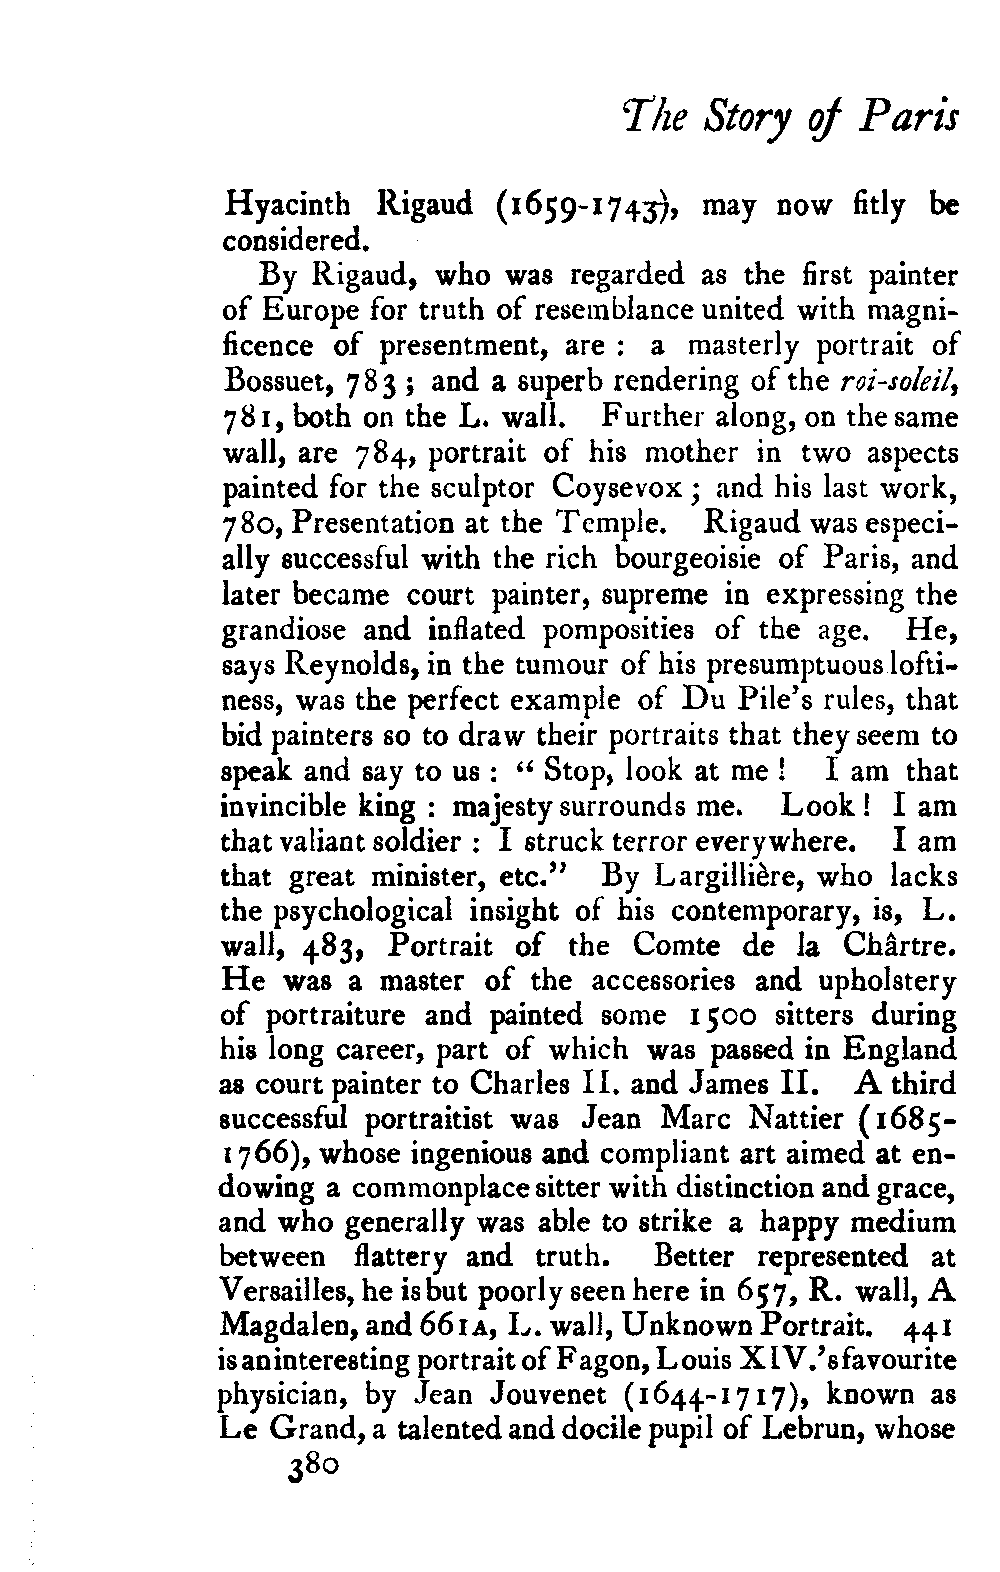 The Story of Paris
Hyacinth Rigaud (1659-1743), may now fitly be
considered.
By Rigaud, who was regarded as the first painter
of Europe for truth of resemblance united with magni-
ficence of presentment, are : a masterly portrait of
Bossuet, 783 ; and a superb rendering of the roi-soleil,
781, both on the L. wall. Further along, on the same
wall, are 784, portrait of his mother in two aspects
painted for the sculptor Coysevox ; and his last work,
780, Presentation at the Temple. Rigaud was especi-
ally successful with the rich bourgeoisie of Paris, and
later became court painter, supreme in expressing the
grandiose and inflated pomposities of the age. He,
says Reynolds, in the tumour of his presumptuous lofti-
ness, was the perfect example of Du Pile's rules, that
bid painters so to draw their portraits that they seem to
speak and say to us : “ Stop, look at me ! I am that
invincible king : majesty surrounds me. Look ! I am
that valiant soldier : I struck terror everywhere. I am
that great minister, etc.” By Largillière, who lacks
the psychological insight of his contemporary, is, L.
wall, 483, Portrait of the Comte de la Châtre.
He was a master of the accessories and upholstery
of portraiture and painted some 1500 sitters during
his long career, part of which was passed in England
as court painter to Charles II. and James II. A third
successful portraitist was Jean Marc Nattier (1685-
1766), whose ingenious and compliant art aimed at en-
dowing a commonplace sitter with distinction and grace,
and who generally was able to strike a happy medium
between flattery and truth. Better represented at
Versailles, he is but poorly seen here in 657, R. wall, A
Magdalen, and 661A, L. wall, Unknown Portrait. 441
is an interesting portrait of Fagon, Louis XIV.'s favourite
physician, by Jean Jouvenet (1644-1717), known as
Le Grand, a talented and docile pupil of Lebrun, whose
380